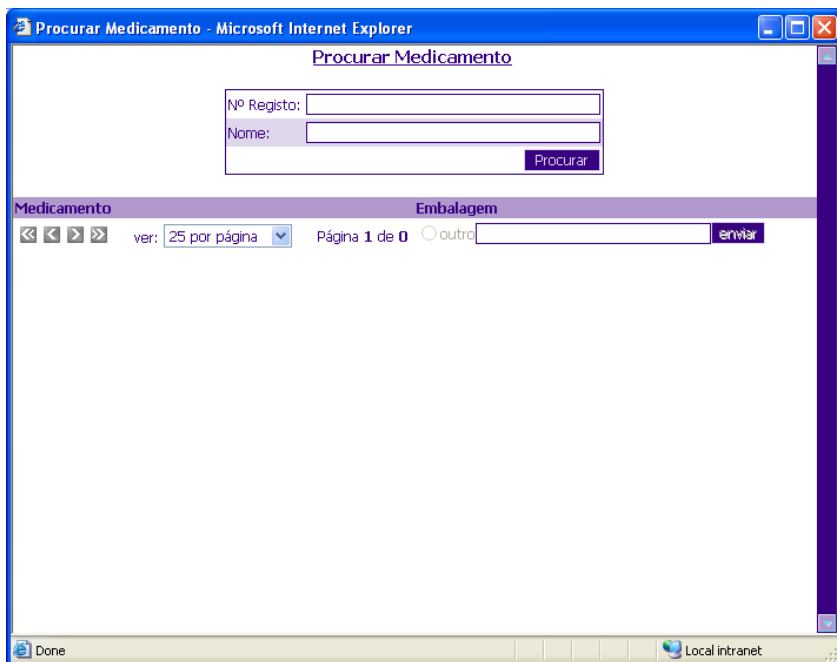 Procurar Medicamento - Microsoft Internet Explorer
Procurar Medicamento
Nº Registo:
Nome:
Procurar
Medicamento Embalagem
ver: 25 por página Página 1 de 0 outro enviar
Done Local intranet